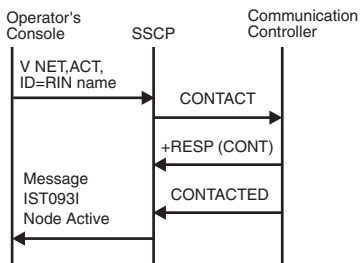 Operator's
Console
SSCP
Communication
Controller
V NET,ACT,
ID=RIN name
CONTACT
+RESP (CONT)
Message
IST093I
Node Active
CONTACTED